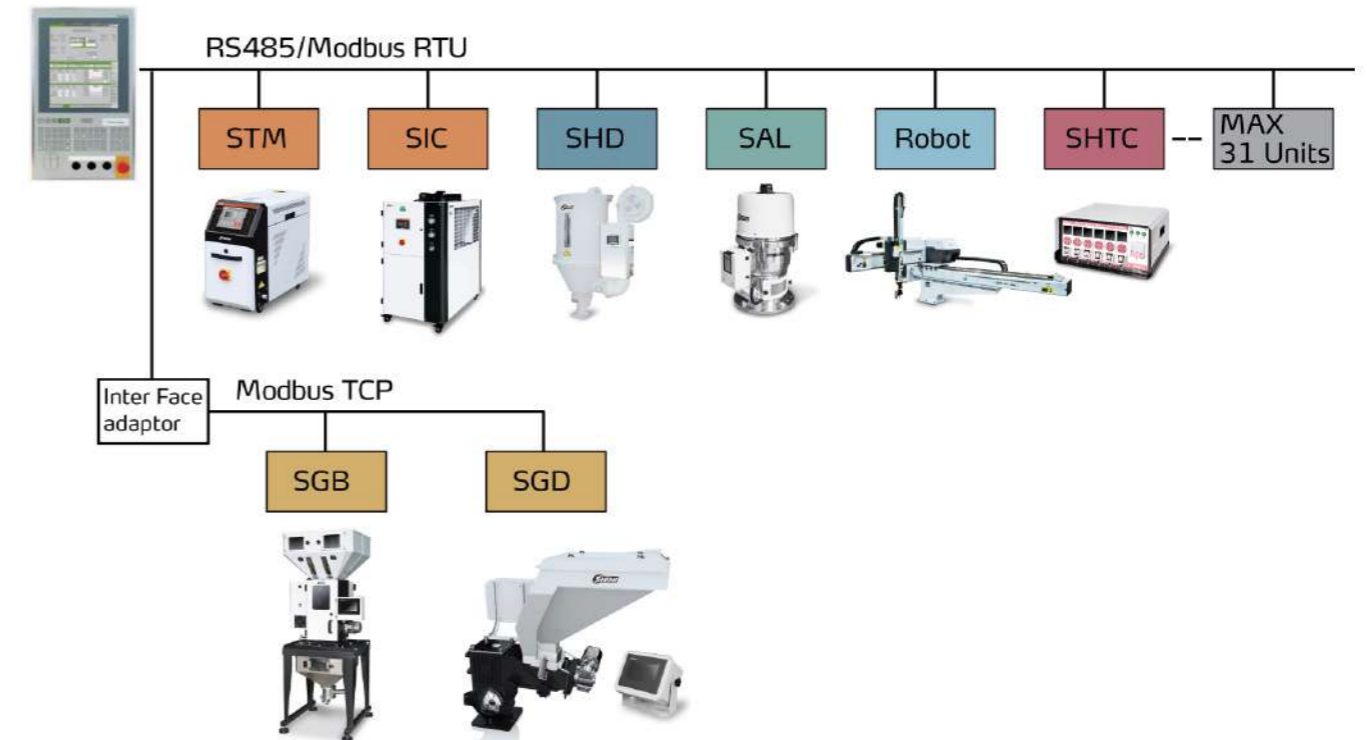 RS485/Modbus RTU
STM
SIC
SHD
SAL
Robot
SHTC
--
MAX
31 Units
Inter Face
adaptor
Modbus TCP
SGB
SGD
SHINI